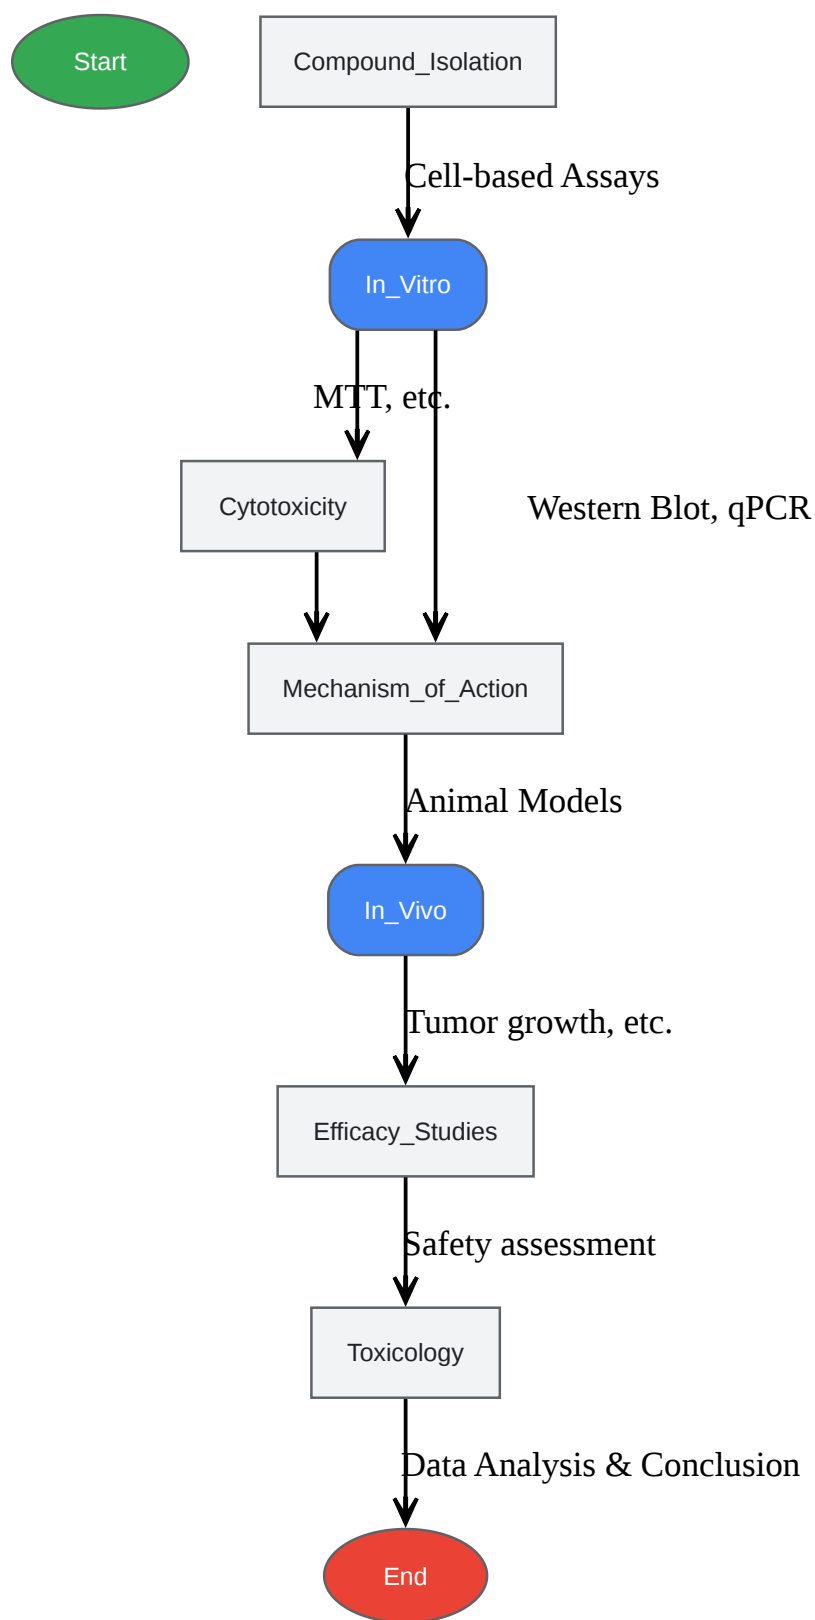 Start
Compound_Isolation
Cell-based Assays
In_Vitro
MTT, etc.
Cytotoxicity
Western Blot, qPCR
Mechanism_of_Action
Animal Models
In_Vivo
Tumor growth, etc.
Efficacy_Studies
Safety assessment
Toxicology
Data Analysis & Conclusion
End